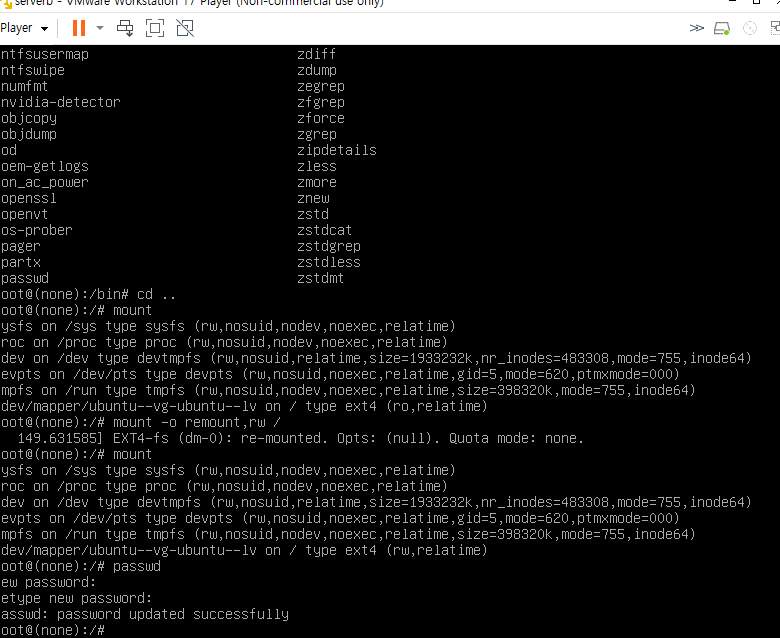 serverb - VMware Workstation 17 Player (Non-commercial use only)
Player
ntfsusermap zdiff
ntfswipe zdump
numfmt zegrep
nvidia-detector zfgrep
objcopy zforce
objdump zgrep
od zipdetails
oem-getlogs zless
on_ac_power zmore
openssl znew
openvt zstd
os-prober zstdcat
pager zstdgrep
partx zstdless
passwd zstdmt
oot@(none):/bin# cd ..
oot@(none):/# mount
ysfs on /sys type sysfs (rw,nosuid,nodev,noexec,relatime)
roc on /proc type proc (rw,nosuid,nodev,noexec,relatime)
dev on /dev type devtmpfs (rw,nosuid,relatime,size=1933232k,nr_inodes=483308,mode=755,inode64)
evpts on /dev/pts type devpts (rw,nosuid,noexec,relatime,gid=5,mode=620,ptmxmode=000)
mpfs on /run type tmpfs (rw,nosuid,nodev,noexec,relatime,size=398320k,mode=755,inode64)
dev/mapper/ubuntu--vg-ubuntu--lv on / type ext4 (ro,relatime)
oot@(none):/# mount -o remount,rw /
149.631585] EXT4-fs (dm-0): re-mounted. Opts: (null). Quota mode: none.
oot@(none):/# mount
ysfs on /sys type sysfs (rw,nosuid,nodev,noexec,relatime)
roc on /proc type proc (rw,nosuid,nodev,noexec,relatime)
dev on /dev type devtmpfs (rw,nosuid,relatime,size=1933232k,nr_inodes=483308,mode=755,inode64)
evpts on /dev/pts type devpts (rw,nosuid,noexec,relatime,gid=5,mode=620,ptmxmode=000)
mpfs on /run type tmpfs (rw,nosuid,nodev,noexec,relatime,size=398320k,mode=755,inode64)
dev/mapper/ubuntu--vg-ubuntu--lv on / type ext4 (rw,relatime)
oot@(none):/# passwd
ew password:
etype new password:
asswd: password updated successfully
oot@(none):/#